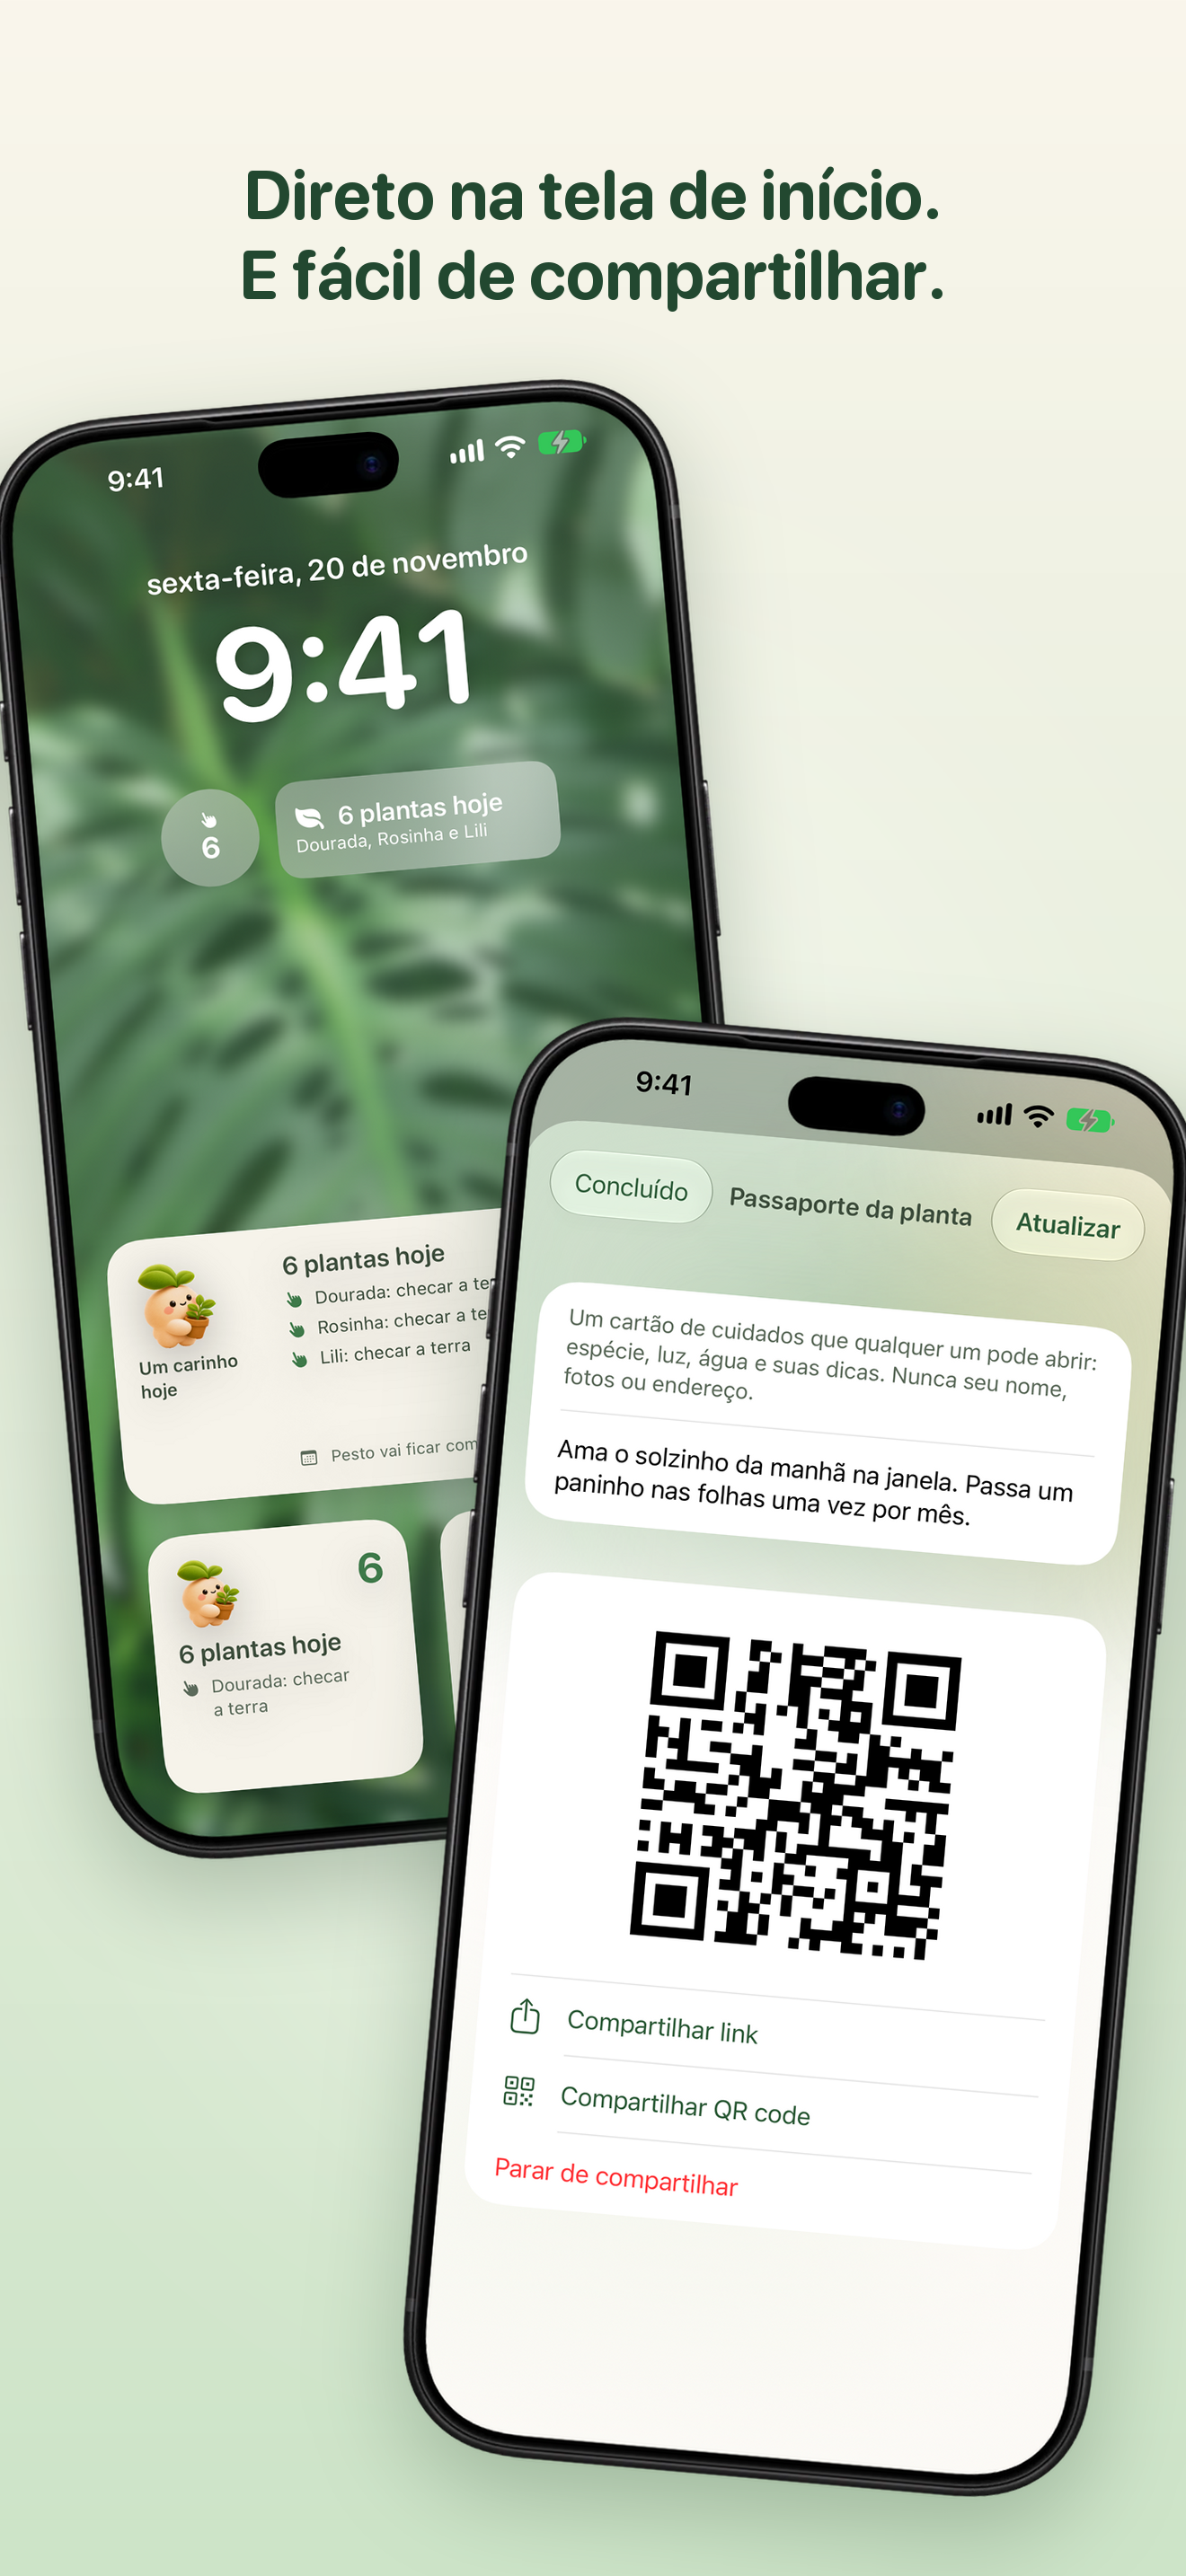 Direto na tela de início.
E fácil de compartilhar.
9:41
sexta-feira, 20 de novembro
9:41
6
6 plantas hoje
Dourada, Rosinha e Lili
6 plantas hoje
Dourada: checar a
Rosinha: checar a
Lili: checar a terra
Um carinho
hoje
Pesto vai ficar com
6
6 plantas hoje
Dourada: checar
a terra
9:41
Concluído
Passaporte da planta
Atualizar
Um cartão de cuidados que qualquer um pode abrir:
espécie, luz, água e suas dicas. Nunca seu nome,
fotos ou endereço.
Ama o solzinho da manhã na janela. Passa um
paninho nas folhas uma vez por mês.
Compartilhar link
Compartilhar QR code
Parar de compartilhar